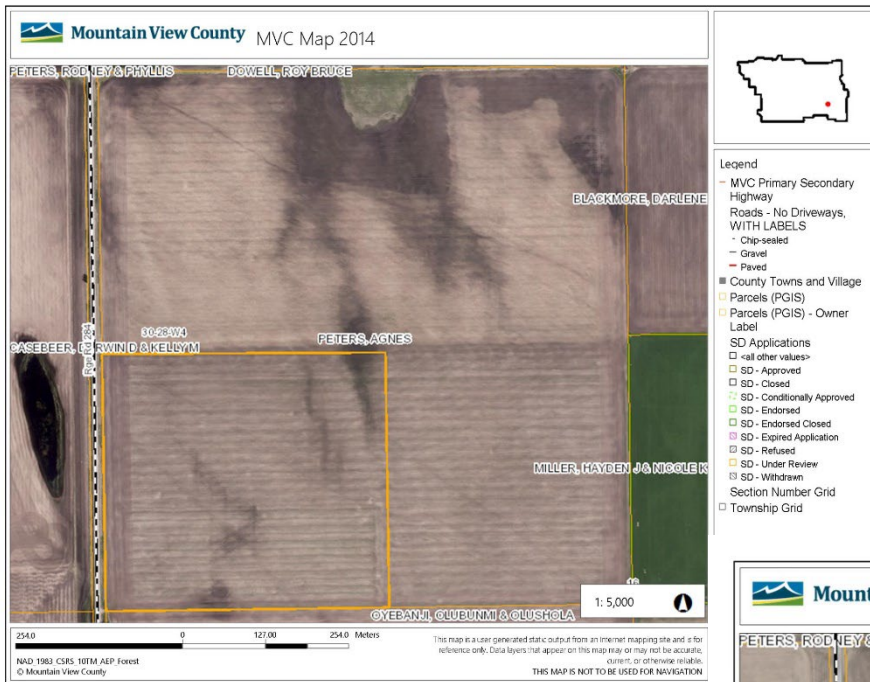 Mountain View County MVC Map 2014
PETERS, RODNEY & PHYLLIS
DOWELL, ROY BRUCE
BLACKMORE, DARLENE
Rge Rd 284
30-28-W4
CASEBEER, DARWIN D & KELLY M
PETERS, AGNES
MILLER, HAYDEN J & NICOLE K
16
OYEBANJI, OLUBUNMI & OLUSHOLA
1: 5,000
254.0 0 127.00 254.0 Meters
NAD_1983_CSRS_10TM_AEP_Forest
© Mountain View County
This map is a user generated static output from an Internet mapping site and is for
reference only. Data layers that appear on this map may or may not be accurate,
current, or otherwise reliable.
THIS MAP IS NOT TO BE USED FOR NAVIGATION
Legend
MVC Primary Secondary
Highway
Roads - No Driveways,
WITH LABELS
Chip-sealed
Gravel
Paved
County Towns and Village
Parcels (PGIS)
Parcels (PGIS) - Owner
Label
SD Applications
<all other values>
SD - Approved
SD - Closed
SD - Conditionally Approved
SD - Endorsed
SD - Endorsed Closed
SD - Expired Application
SD - Refused
SD - Under Review
SD - Withdrawn
Section Number Grid
Township Grid
Mount
PETERS, RODNEY &